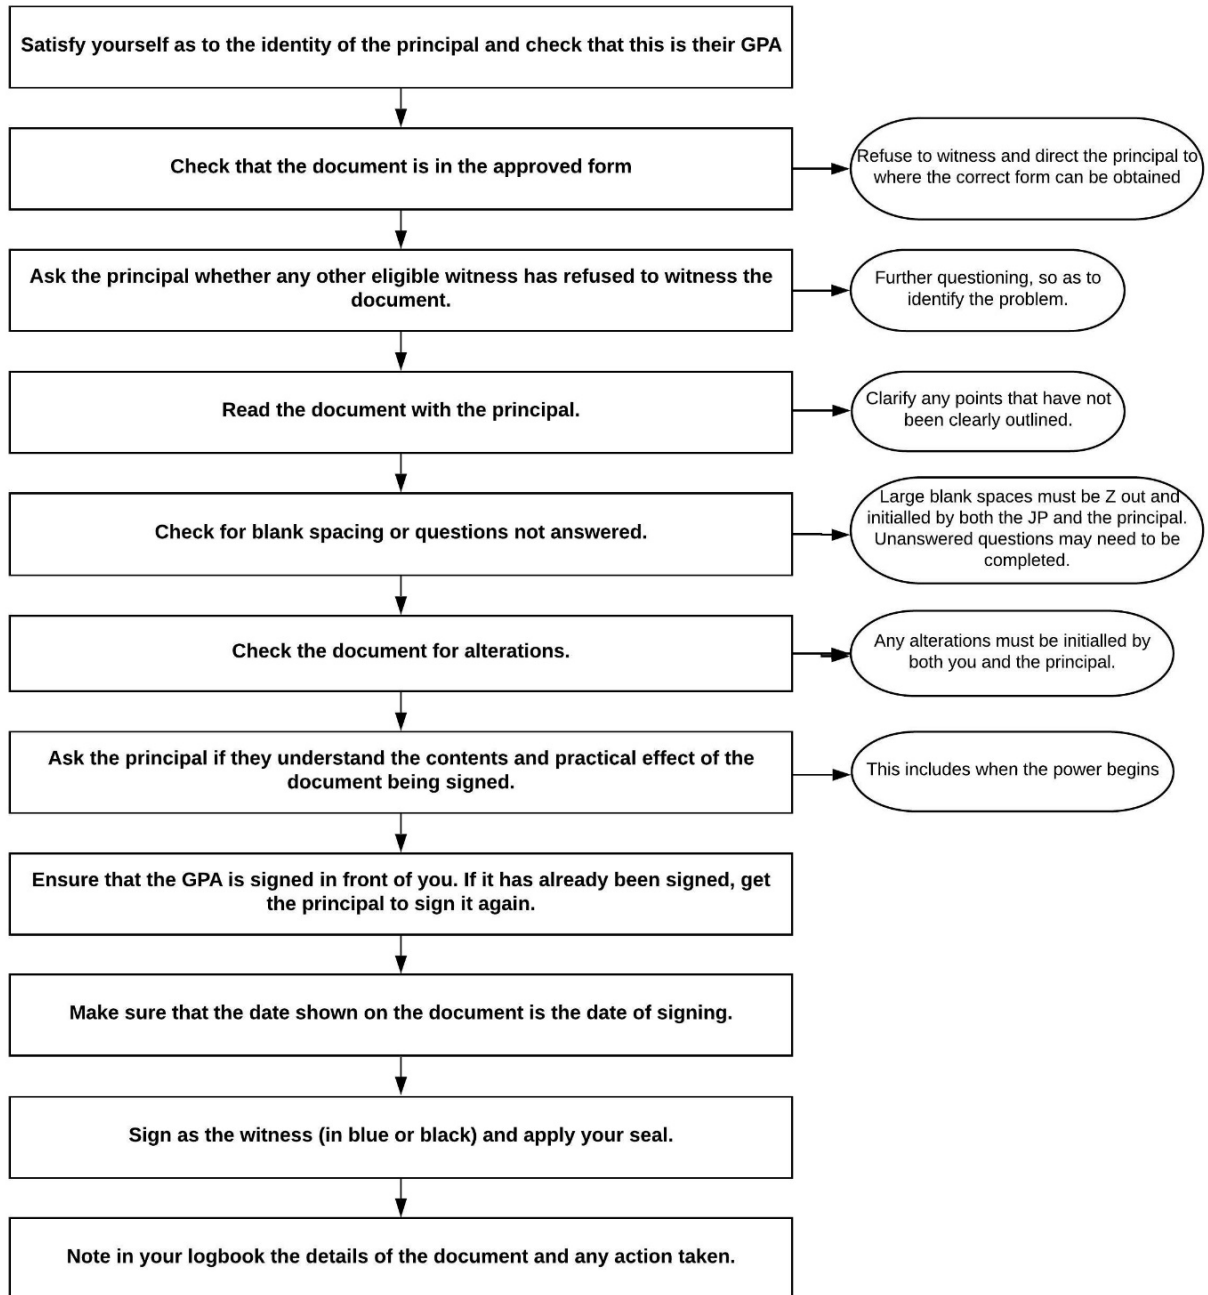 Satisfy yourself as to the identity of the principal and check that this is their GPA
Check that the document is in the approved form
Refuse to witness and direct the principal to
where the correct form can be obtained
Ask the principal whether any other eligible witness has refused to witness the
document.
Further questioning, so as to
identify the problem.
Read the document with the principal.
Clarify any points that have not
been clearly outlined.
Check for blank spacing or questions not answered.
Large blank spaces must be Z out and
initialled by both the JP and the principal.
Unanswered questions may need to be
completed.
Check the document for alterations.
Any alterations must be initialled by
both you and the principal.
Ask the principal if they understand the contents and practical effect of the
document being signed.
This includes when the power begins
Ensure that the GPA is signed in front of you. If it has already been signed, get
the principal to sign it again.
Make sure that the date shown on the document is the date of signing.
Sign as the witness (in blue or black) and apply your seal.
Note in your logbook the details of the document and any action taken.